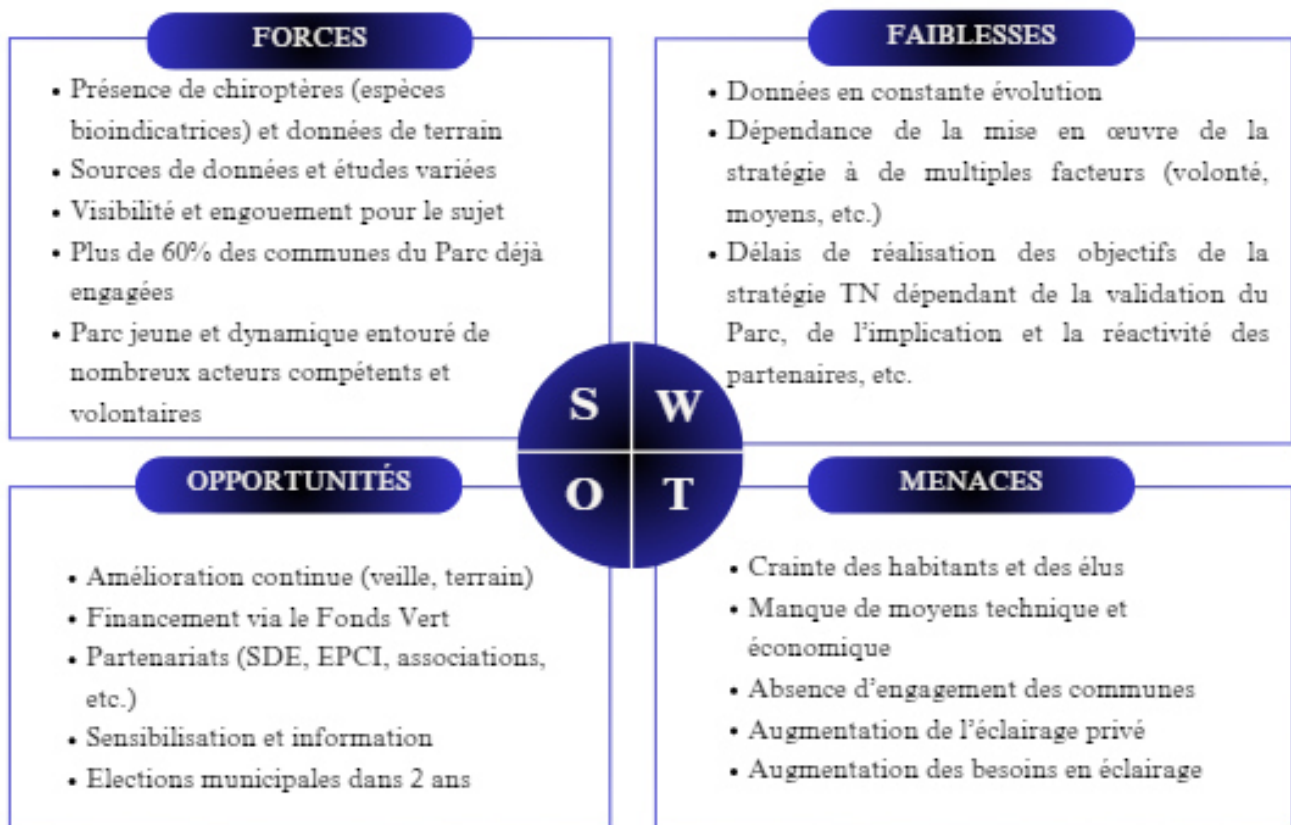 FORCES
• Présence de chiroptères (espèces
bioindicatrices) et données de terrain
• Sources de données et études variées
• Visibilité et engouement pour le sujet
• Plus de 60% des communes du Parc déjà
engagées
• Parc jeune et dynamique entouré de
nombreux acteurs compétents et
volontaires
FAIBLESSES
• Données en constante évolution
• Dépendance de la mise en œuvre de la
stratégie à de multiples facteurs (volonté,
moyens, etc.)
• Délais de réalisation des objectifs de la
stratégie TN dépendant de la validation du
Parc, de l'implication et la réactivité des
partenaires, etc.
S W
O T
OPPORTUNITÉS
• Amélioration continue (veille, terrain)
• Financement via le Fonds Vert
• Partenariats (SDE, EPCI, associations,
etc.)
• Sensibilisation et information
• Elections municipales dans 2 ans
MENACES
• Crainte des habitants et des élus
• Manque de moyens technique et
économique
• Absence d'engagement des communes
• Augmentation de l'éclairage privé
• Augmentation des besoins en éclairage